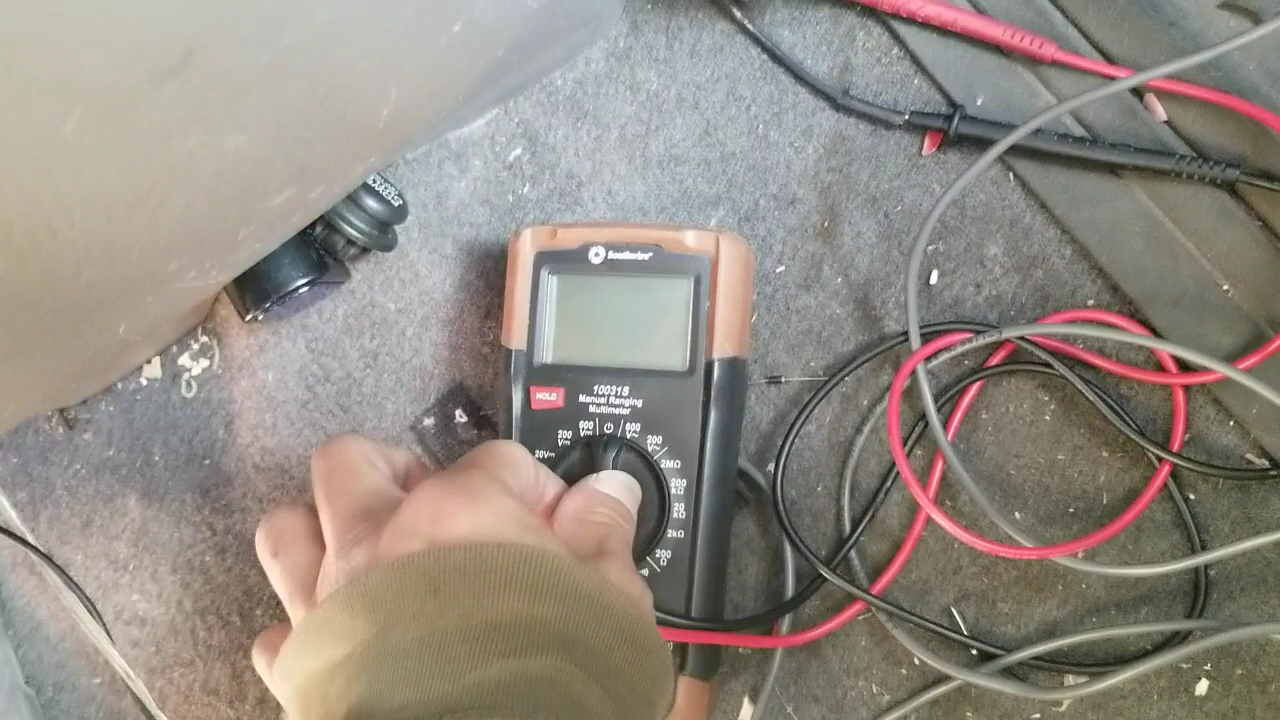 Southwire
HOLD
10031S
Manual Ranging
Multimeter
600
V
600
V~
200
V
200
V~
20V
2MΩ
200
kΩ
20
kΩ
2kΩ
200
Ω